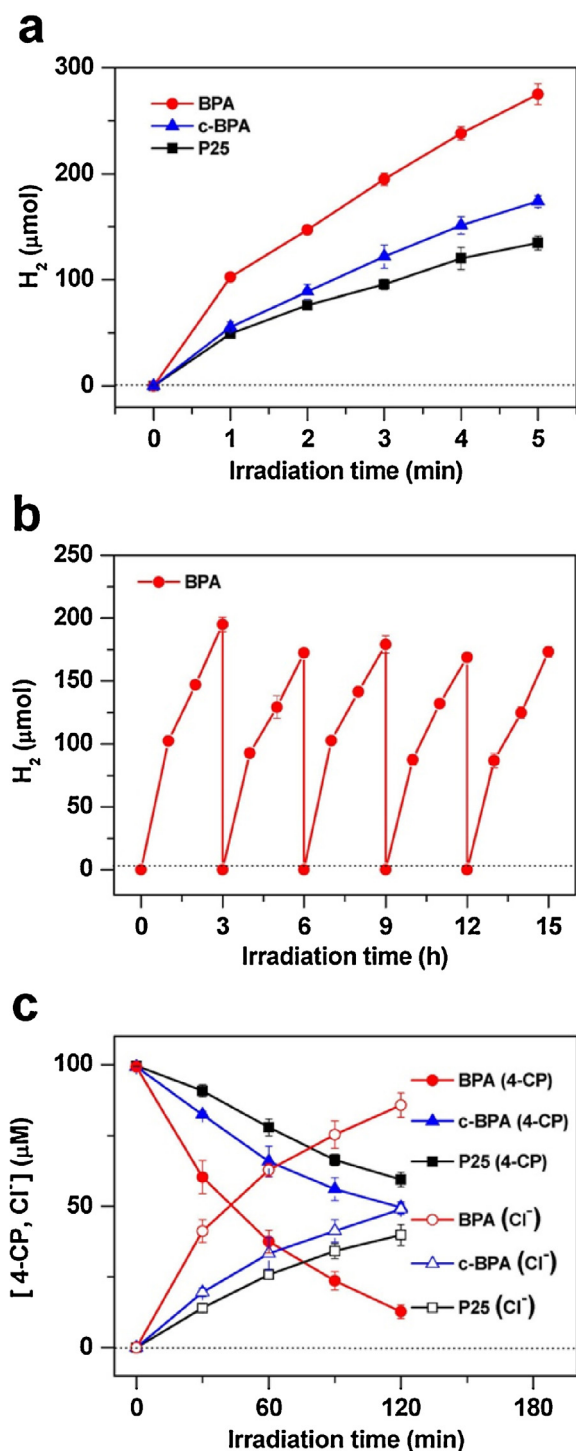 a
300
200
100
0
H2 (μmol)
BPA
c-BPA
P25
0 1 2 3 4 5
Irradiation time (min)
b
250
200
150
100
50
0
H2 (μmol)
BPA
0 3 6 9 12 15
Irradiation time (h)
c
100
50
0
[4-CP, Cl⁻] (μM)
BPA (4-CP)
c-BPA (4-CP)
P25 (4-CP)
BPA (Cl⁻)
c-BPA (Cl⁻)
P25 (Cl⁻)
0 60 120 180
Irradiation time (min)